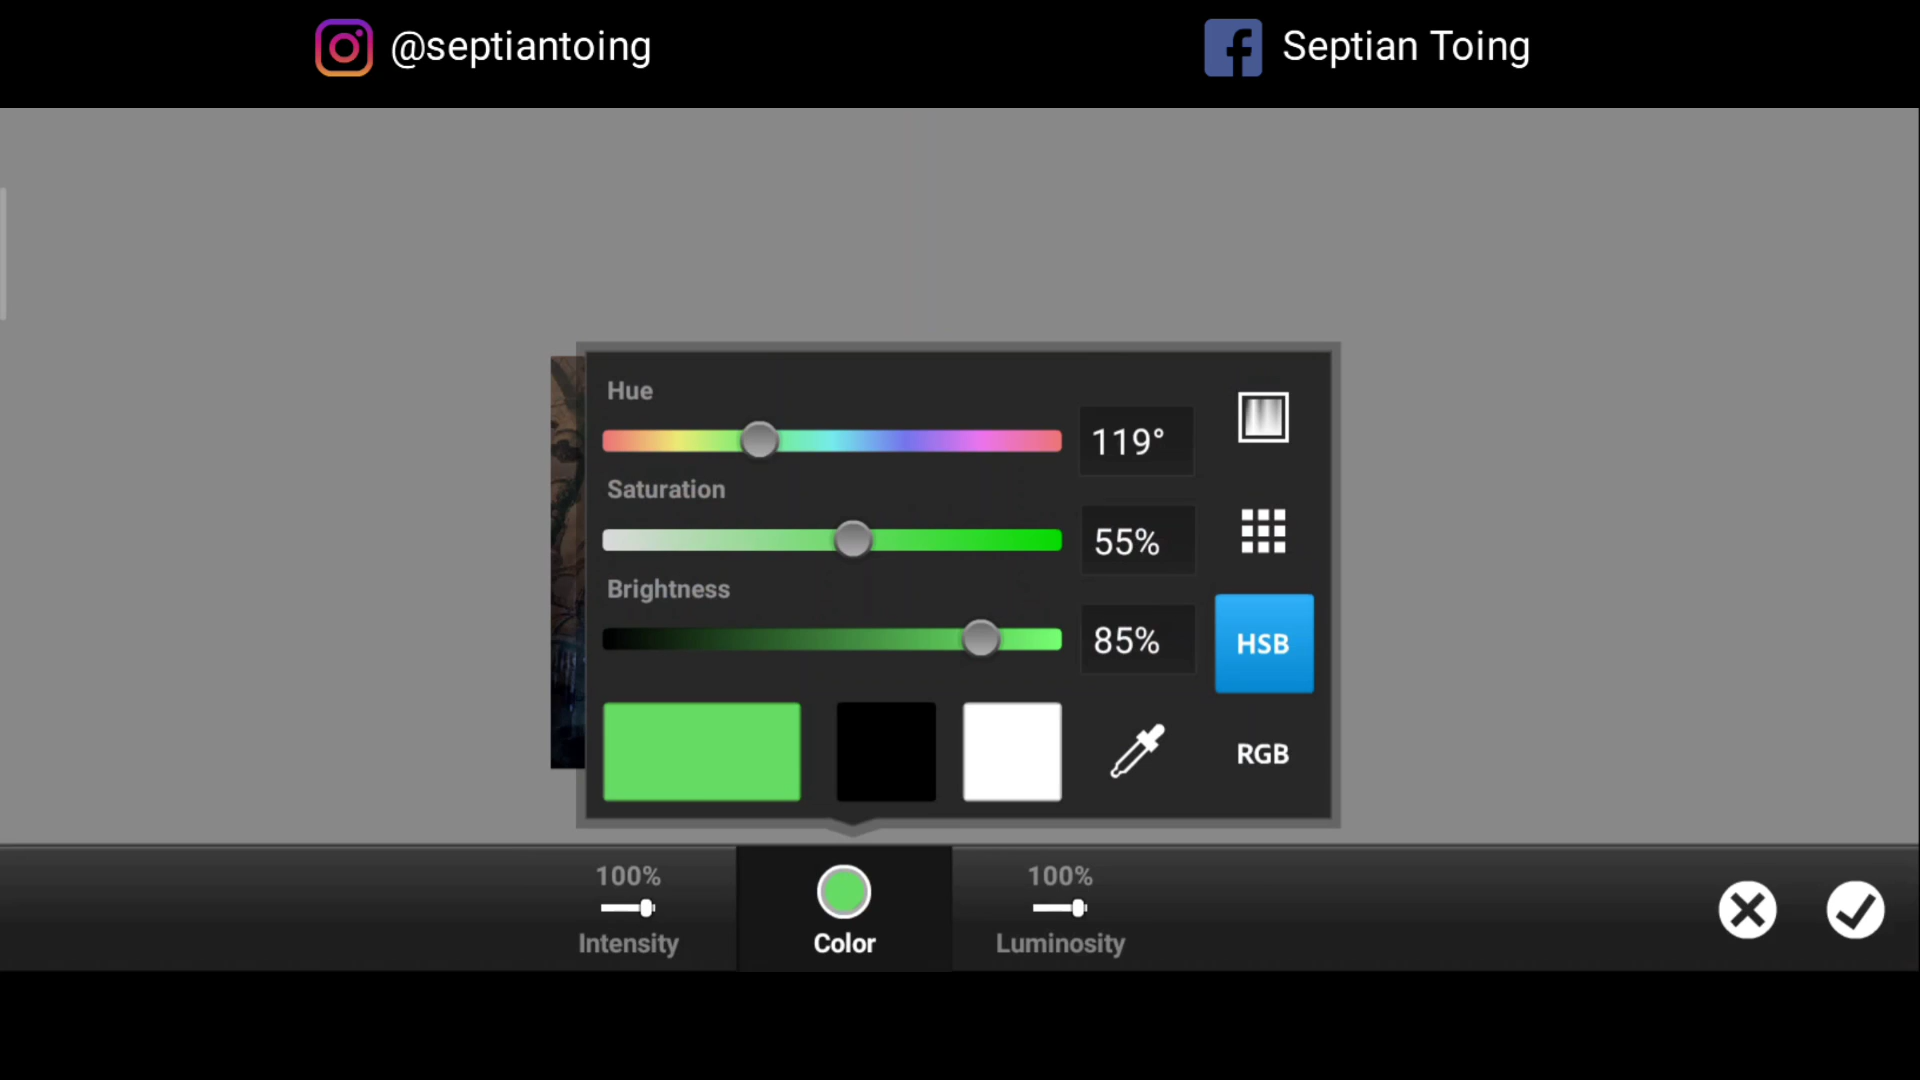 @septiantoing
Septian Toing
Hue
119°
Saturation
55%
Brightness
85%
HSB
RGB
100%
Intensity
Color
100%
Luminosity